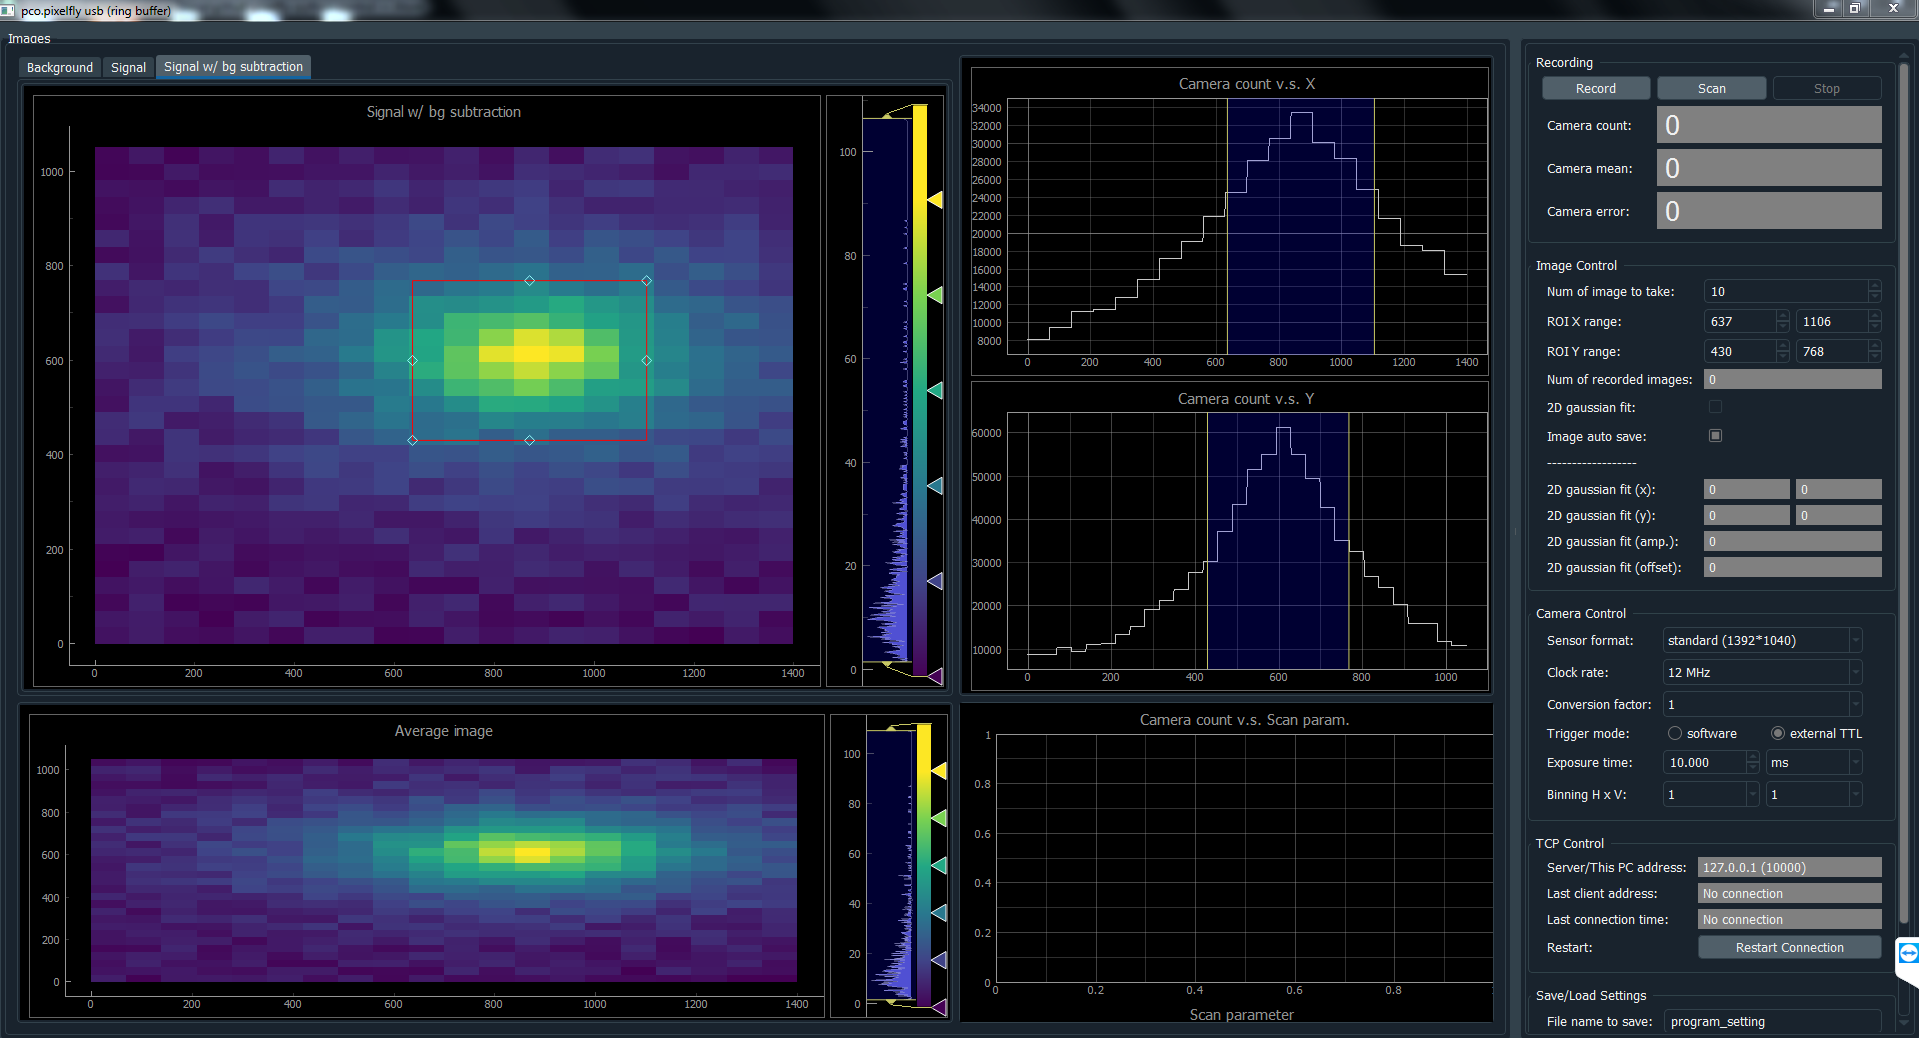 pco.pixelfly usb (ring buffer)
Images
Background Signal Signal w/ bg subtraction
Signal w/ bg subtraction
1000
800
600
400
200
0
0 200 400 600 800 1000 1200 1400
100
80
60
40
20
0
Camera count v.s. X
34000
32000
30000
28000
26000
24000
22000
20000
18000
16000
14000
12000
10000
8000
0 200 400 600 800 1000 1200 1400
Camera count v.s. Y
60000
50000
40000
30000
20000
10000
0 200 400 600 800 1000
Average image
1000
800
600
400
200
0
0 200 400 600 800 1000 1200 1400
100
80
60
40
20
0
Camera count v.s. Scan param.
1
0.8
0.6
0.4
0.2
0
0 0.2 0.4 0.6 0.8
Scan parameter
Recording
Record Scan Stop
Camera count: 0
Camera mean: 0
Camera error: 0
Image Control
Num of image to take: 10
ROI X range: 637 1106
ROI Y range: 430 768
Num of recorded images: 0
2D gaussian fit:
Image auto save:
------------------
2D gaussian fit (x): 0 0
2D gaussian fit (y): 0 0
2D gaussian fit (amp.): 0
2D gaussian fit (offset): 0
Camera Control
Sensor format: standard (1392*1040)
Clock rate: 12 MHz
Conversion factor: 1
Trigger mode: software external TTL
Exposure time: 10.000 ms
Binning H x V: 1 1
TCP Control
Server/This PC address: 127.0.0.1 (10000)
Last client address: No connection
Last connection time: No connection
Restart: Restart Connection
Save/Load Settings
File name to save: program_setting